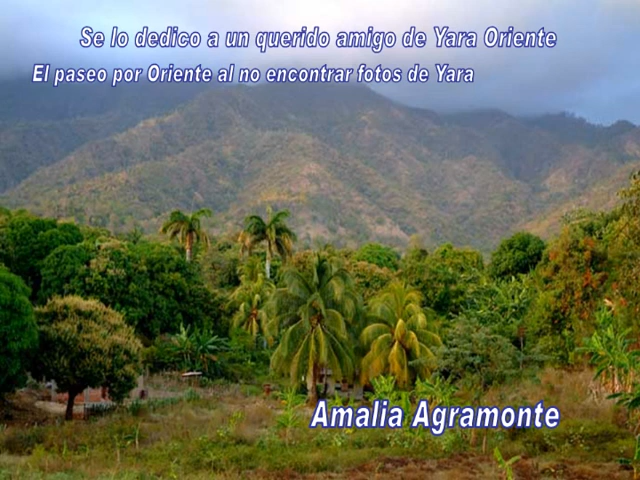 Se lo dedico a un querido amigo de Yara Oriente
El paseo por Oriente al no encontrar fotos de Yara
Amalia Agramonte